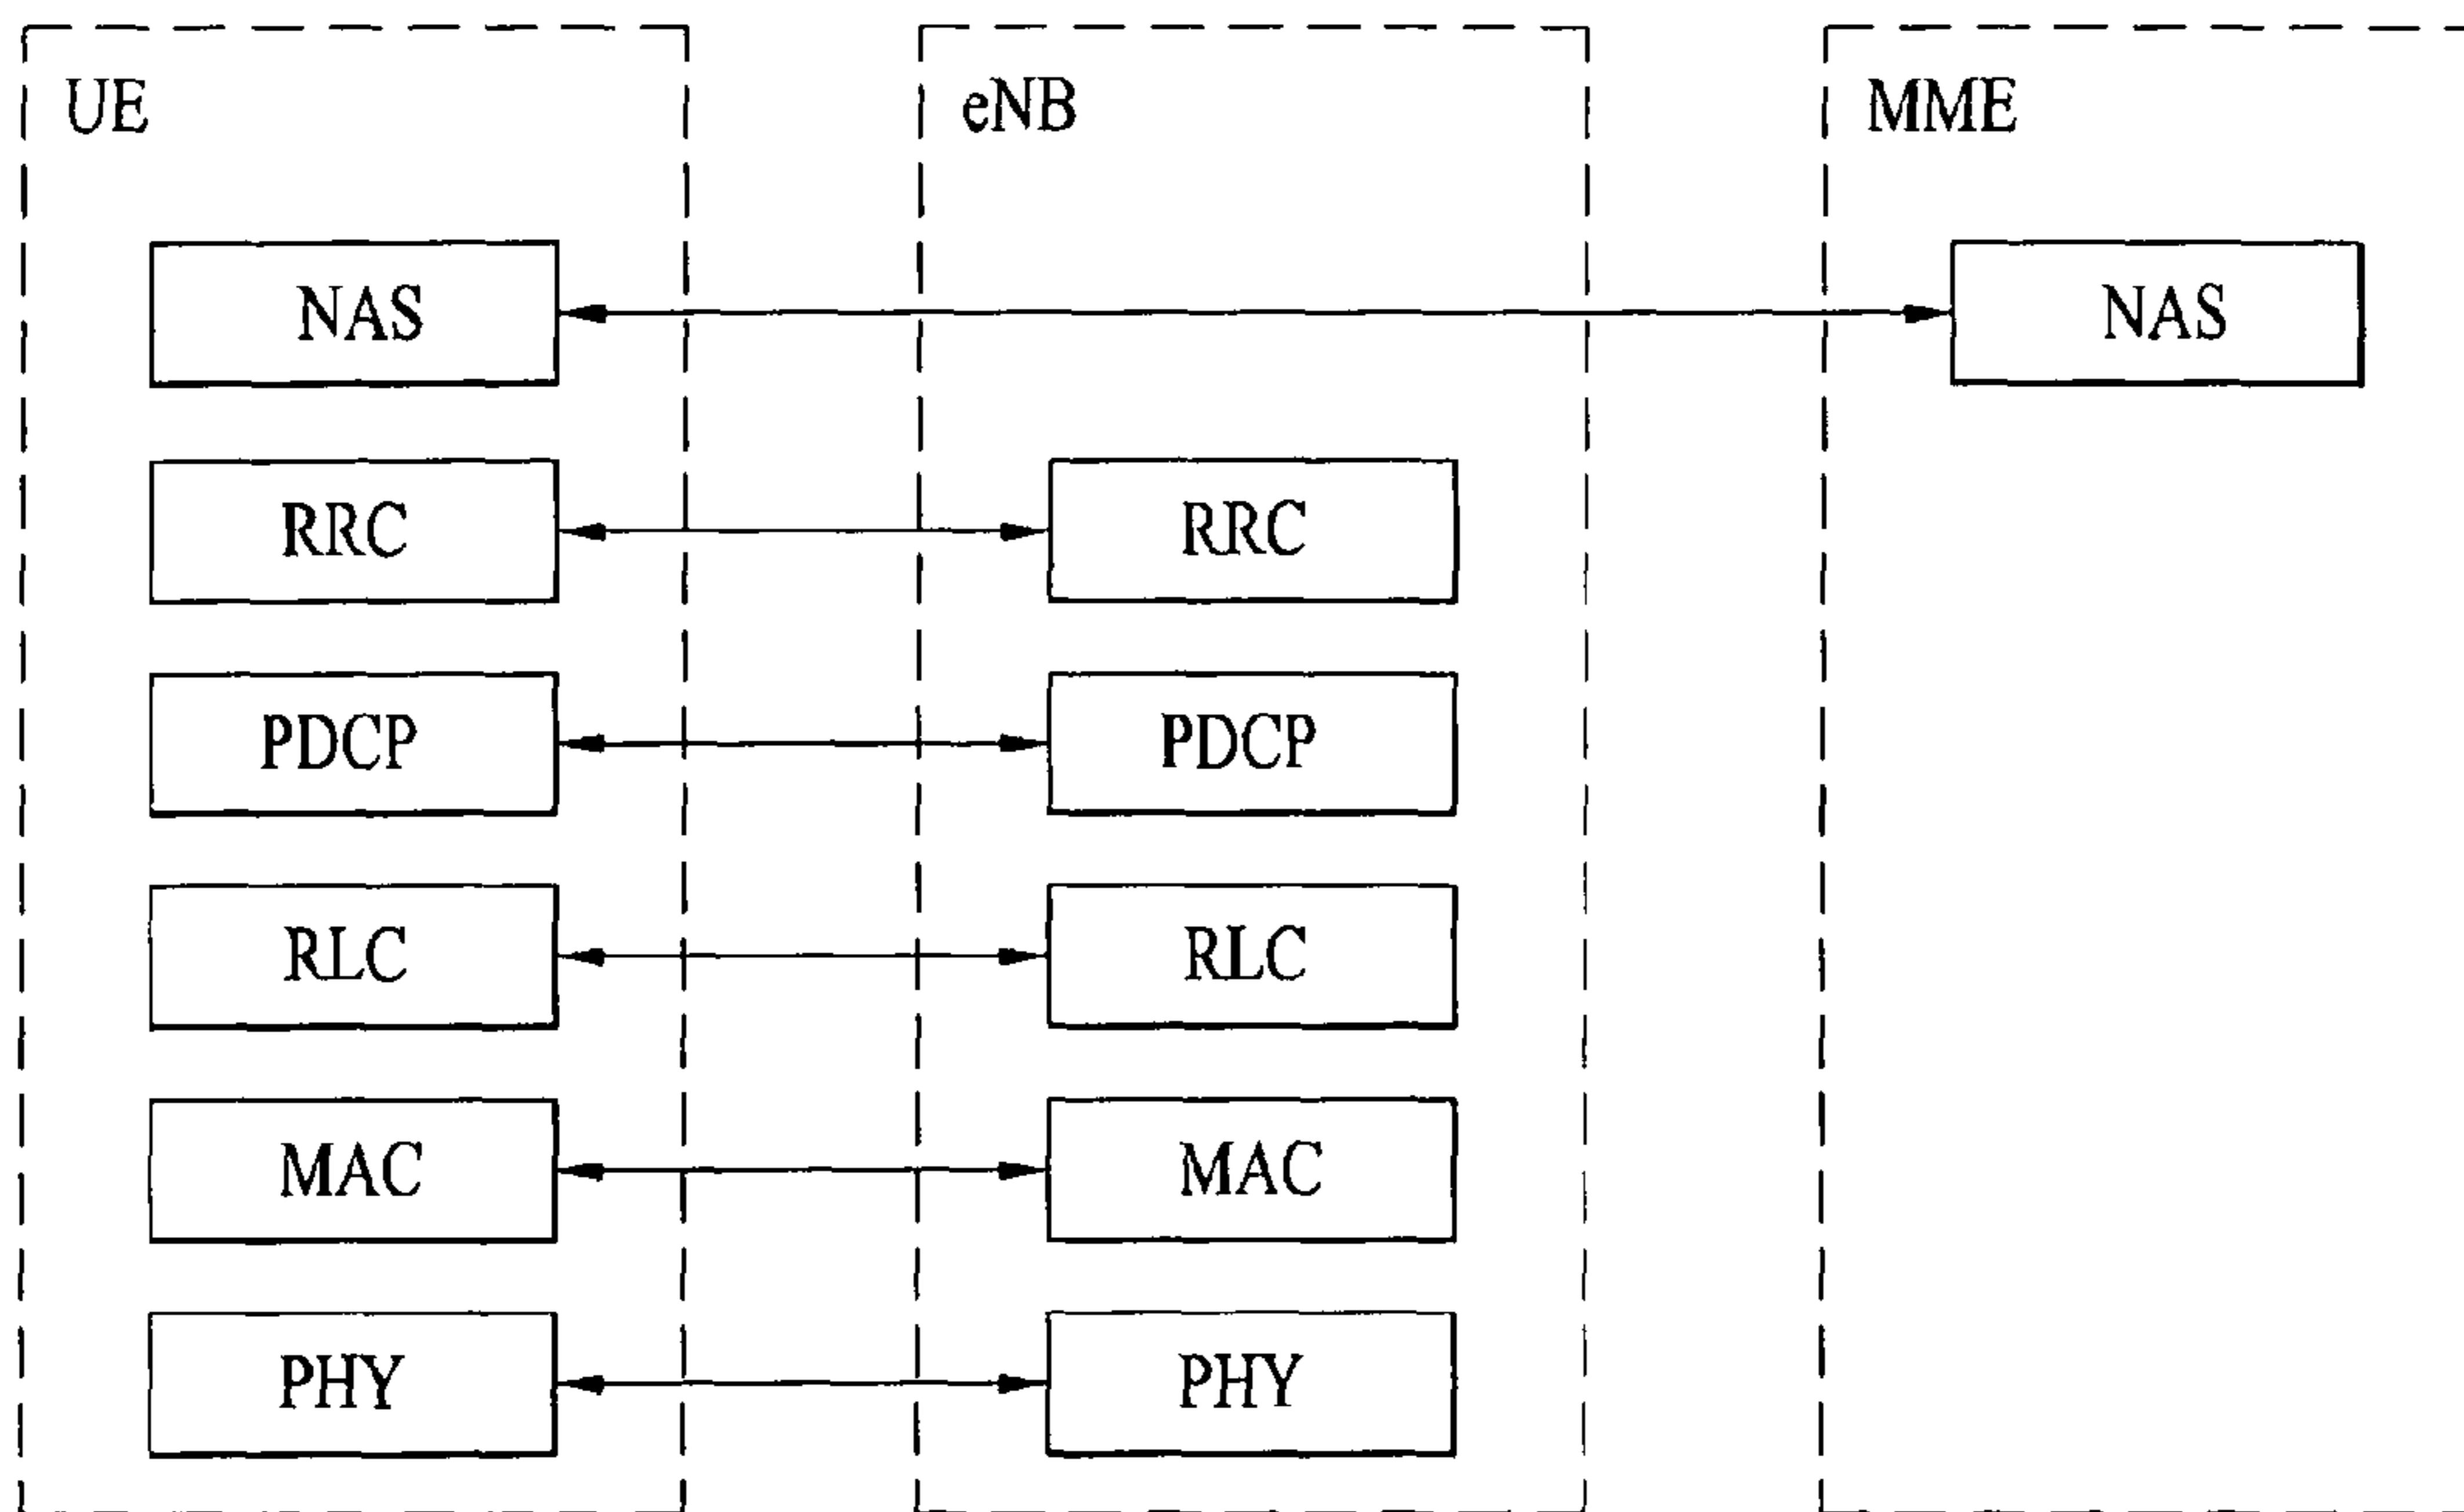 UE eNB MME
NAS NAS
RRC RRC
PDCP PDCP
RLC RLC
MAC MAC
PHY PHY